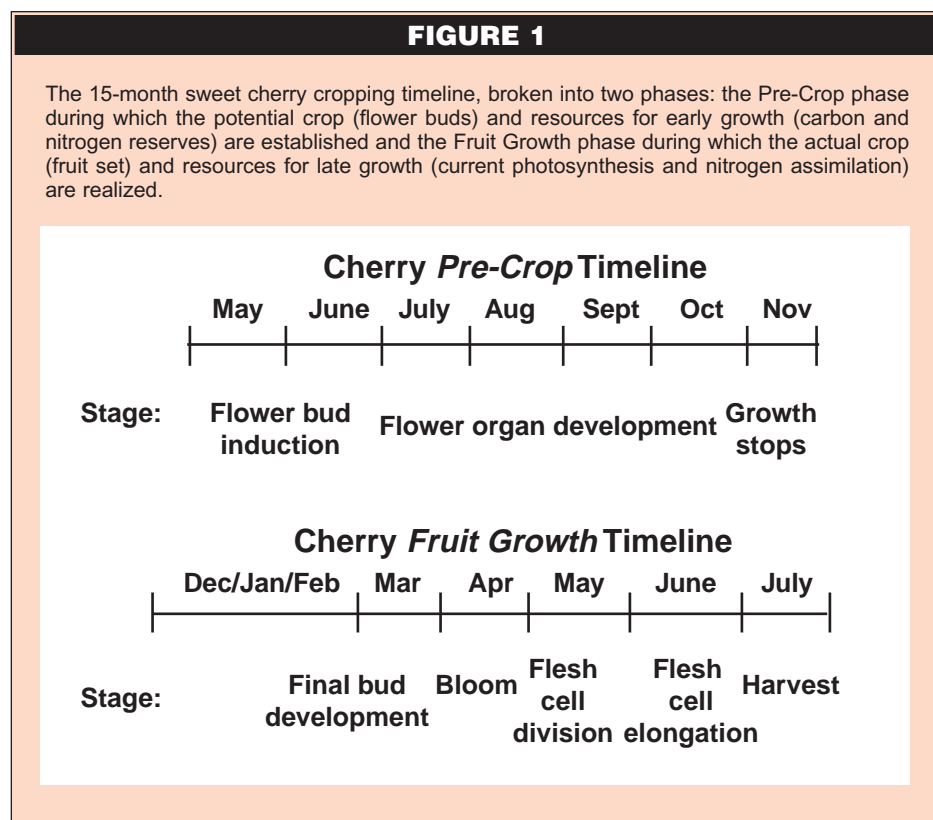 FIGURE 1
The 15-month sweet cherry cropping timeline, broken into two phases: the Pre-Crop phase
during which the potential crop (flower buds) and resources for early growth (carbon and
nitrogen reserves) are established and the Fruit Growth phase during which the actual crop
(fruit set) and resources for late growth (current photosynthesis and nitrogen assimilation)
are realized.
Cherry Pre-Crop Timeline
May June July Aug Sept Oct Nov
Stage: Flower bud induction Flower organ development Growth stops
Cherry Fruit Growth Timeline
Dec/Jan/Feb Mar Apr May June July
Stage: Final bud development Bloom Flesh cell division Flesh cell elongation Harvest